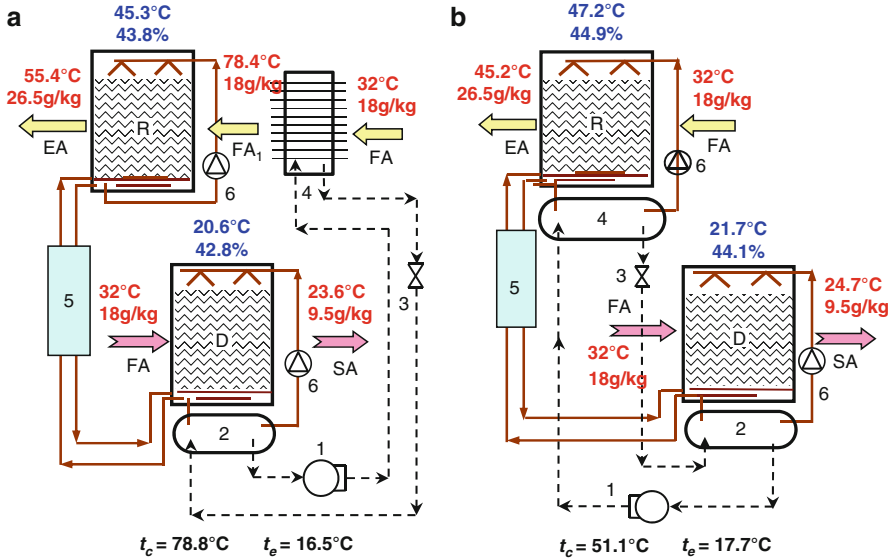 a
45.3°C
43.8%
55.4°C
26.5g/kg
EA
R
78.4°C
18g/kg
FA₁
6
4
32°C
18g/kg
FA
5
20.6°C
42.8%
32°C
18g/kg
FA
D
23.6°C
9.5g/kg
SA
6
3
2
1
t_c = 78.8°C t_e = 16.5°C
b
47.2°C
44.9%
45.2°C
26.5g/kg
EA
R
32°C
18g/kg
FA
6
4
5
3
21.7°C
44.1%
FA
32°C
18g/kg
D
24.7°C
9.5g/kg
SA
6
2
1
t_c = 51.1°C t_e = 17.7°C